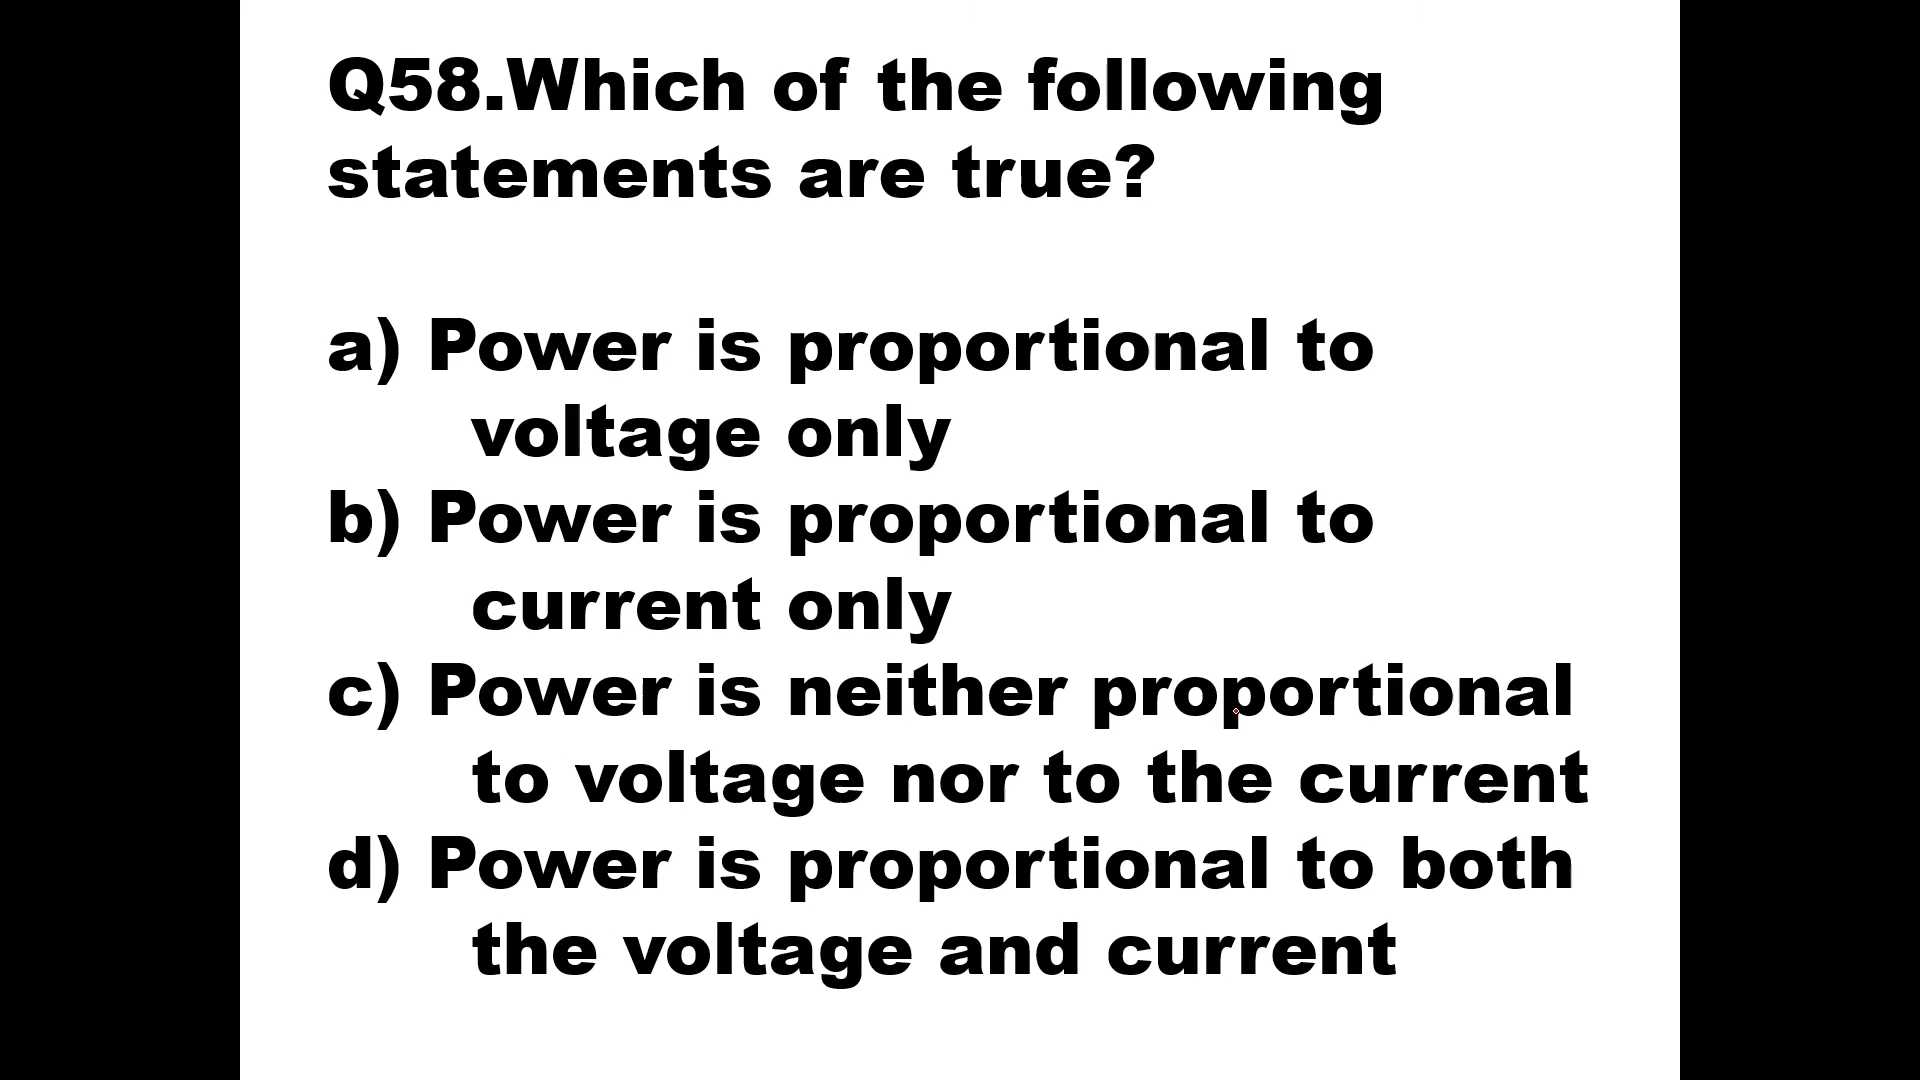 Q58.Which of the following
statements are true?
a) Power is proportional to
voltage only
b) Power is proportional to
current only
c) Power is neither proportional
to voltage nor to the current
d) Power is proportional to both
the voltage and current